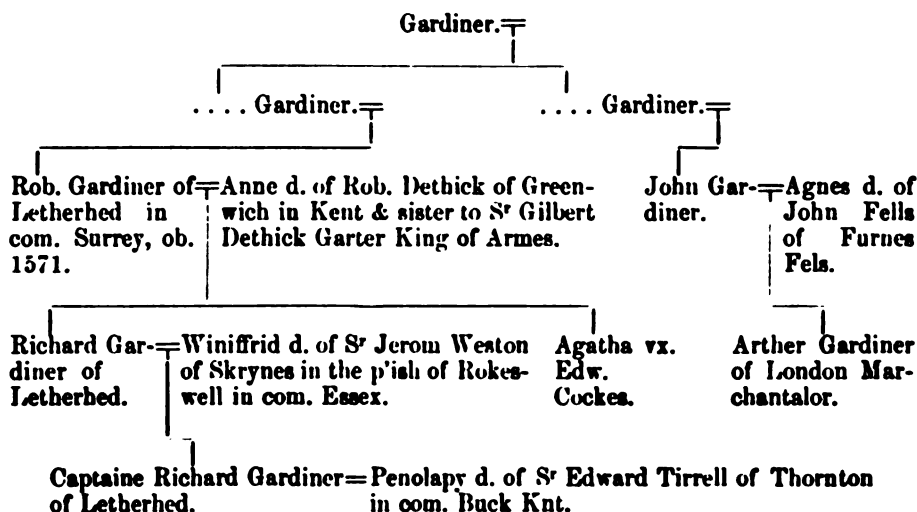 Gardiner.
.... Gardiner.
.... Gardiner.
Rob. Gardiner of
Letherhed in
com. Surrey, ob.
1571.
Anne d. of Rob. Dethick of Green-
wich in Kent & sister to Sʳ Gilbert
Dethick Garter King of Armes.
John Gar-
diner.
Agnes d. of
John Fells
of Furnes
Fels.
Richard Gar-
diner of
Letherhed.
Winiffrid d. of Sʳ Jerom Weston
of Skrynes in the p'ish of Rokes-
well in com. Essex.
Agatha vx.
Edw.
Cockes.
Arther Gardiner
of London Mar-
chantalor.
Captaine Richard Gardiner
of Letherhed.
Penolapy d. of Sʳ Edward Tirrell of Thornton
in com. Buck Knt.